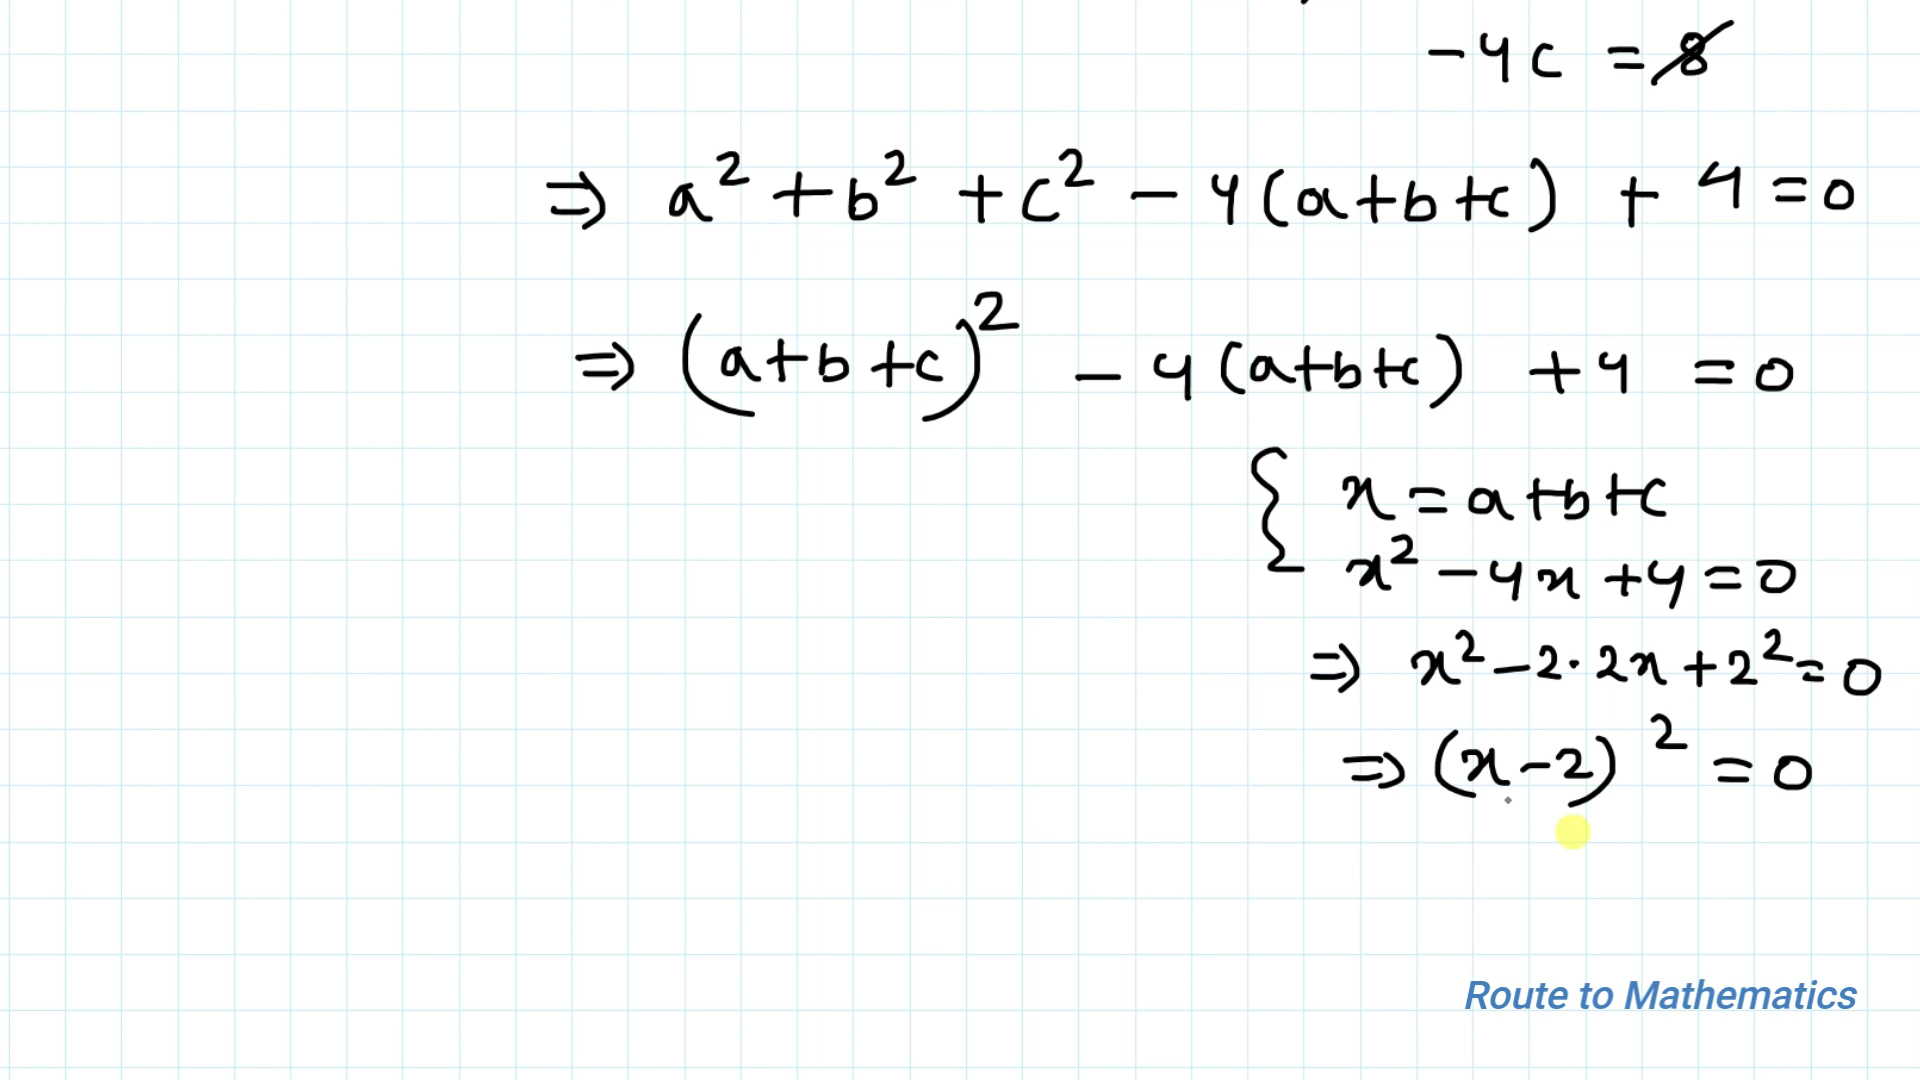 -4c = 8
⇒ a² + b² + c² - 4(a+b+c) + 4 = 0
⇒ (a+b+c)² - 4(a+b+c) + 4 = 0
{ x = a+b+c
x² - 4x + 4 = 0
⇒ x² - 2·2x + 2² = 0
⇒ (x-2)² = 0
Route to Mathematics